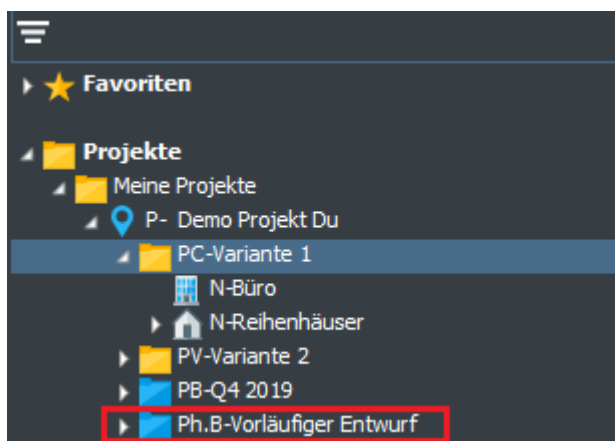 Favoriten
Projekte
Meine Projekte
P- Demo Projekt Du
PC-Variante 1
N-Büro
N-Reihenhäuser
PV-Variante 2
PB-Q4 2019
Ph.B-Vorläufiger Entwurf